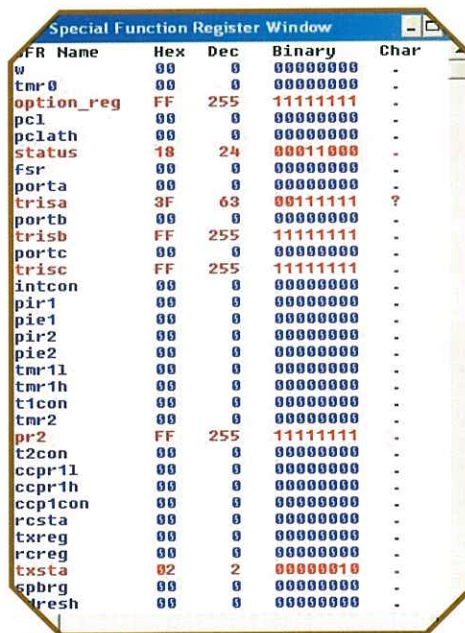 Special Function Register Window
SFR Name Hex Dec Binary Char
w 00 0 00000000 .
tmr0 00 0 00000000 .
option_reg FF 255 11111111 .
pcl 00 0 00000000 .
pclath 00 0 00000000 .
status 18 24 00011000 .
fsr 00 0 00000000 .
porta 00 0 00000000 .
trisa 3F 63 00111111 ?
portb 00 0 00000000 .
trisb FF 255 11111111 .
portc 00 0 00000000 .
trisc FF 255 11111111 .
intcon 00 0 00000000 .
pir1 00 0 00000000 .
pie1 00 0 00000000 .
pir2 00 0 00000000 .
pie2 00 0 00000000 .
tmr1l 00 0 00000000 .
tmr1h 00 0 00000000 .
t1con 00 0 00000000 .
tmr2 00 0 00000000 .
pr2 FF 255 11111111 .
t2con 00 0 00000000 .
ccpr1l 00 0 00000000 .
ccpr1h 00 0 00000000 .
ccp1con 00 0 00000000 .
rcsta 00 0 00000000 .
txreg 00 0 00000000 .
rcreg 00 0 00000000 .
txsta 02 2 00000010 .
spbrg 00 0 00000000 .
dresh 00 0 00000000 .